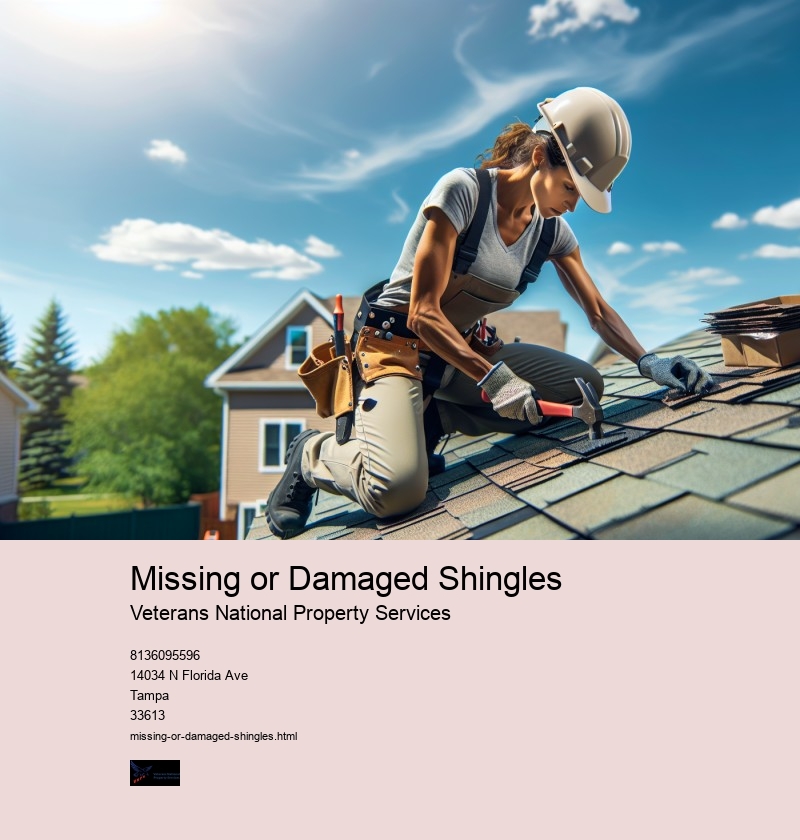 Missing or Damaged Shingles
Veterans National Property Services
8136095596
14034 N Florida Ave
Tampa
33613
missing-or-damaged-shingles.html